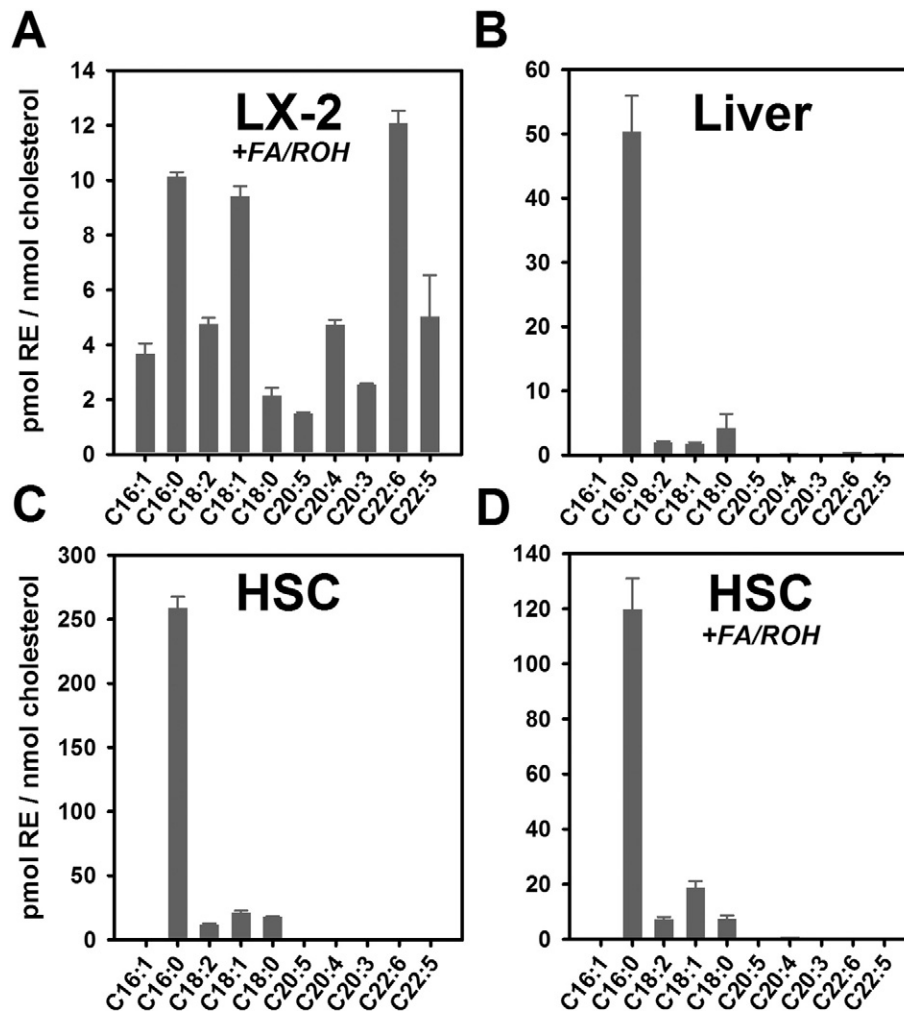 A
LX-2
+FA/ROH
pmol RE / nmol cholesterol
14
12
10
8
6
4
2
0
C16:1
C16:0
C18:2
C18:1
C18:0
C20:5
C20:4
C20:3
C22:6
C22:5
B
Liver
60
50
40
30
20
10
0
C16:1
C16:0
C18:2
C18:1
C18:0
C20:5
C20:4
C20:3
C22:6
C22:5
C
HSC
pmol RE / nmol cholesterol
300
250
200
150
100
50
0
C16:1
C16:0
C18:2
C18:1
C18:0
C20:5
C20:4
C20:3
C22:6
C22:5
D
HSC
+FA/ROH
140
120
100
80
60
40
20
0
C16:1
C16:0
C18:2
C18:1
C18:0
C20:5
C20:4
C20:3
C22:6
C22:5